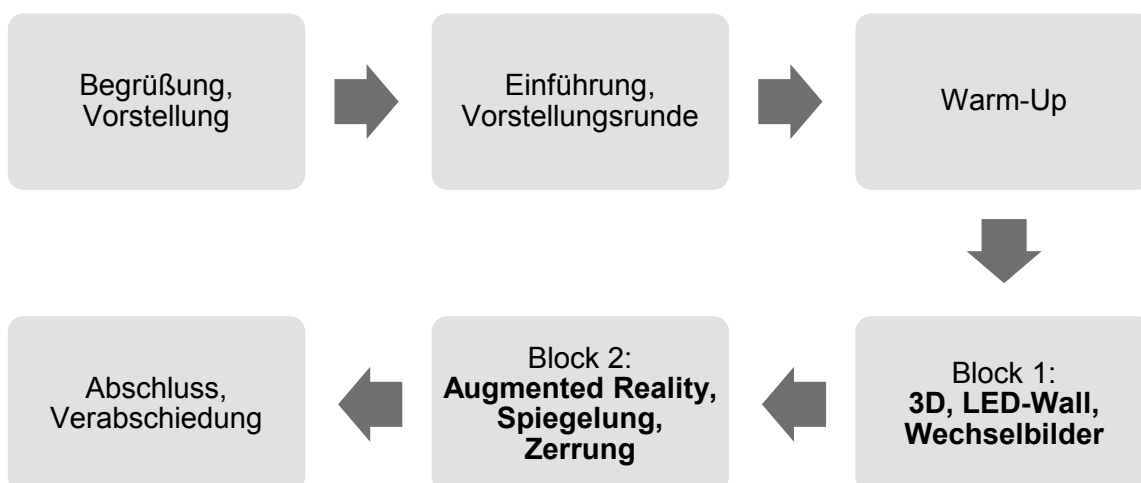 Begrüßung,
Vorstellung
Einführung,
Vorstellungsrunde
Warm-Up
Block 1:
3D, LED-Wall,
Wechselbilder
Block 2:
Augmented Reality,
Spiegelung,
Zerrung
Abschluss,
Verabschiedung